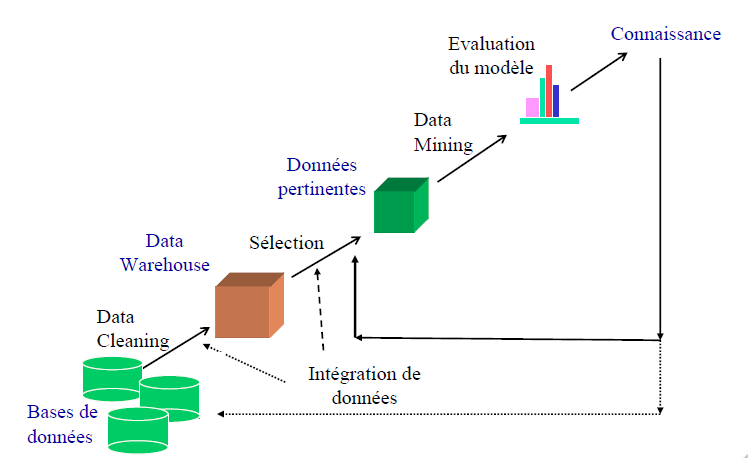 Connaissance
Evaluation
du modèle
Data
Mining
Données
pertinentes
Sélection
Data
Warehouse
Data
Cleaning
Intégration de
données
Bases de
données